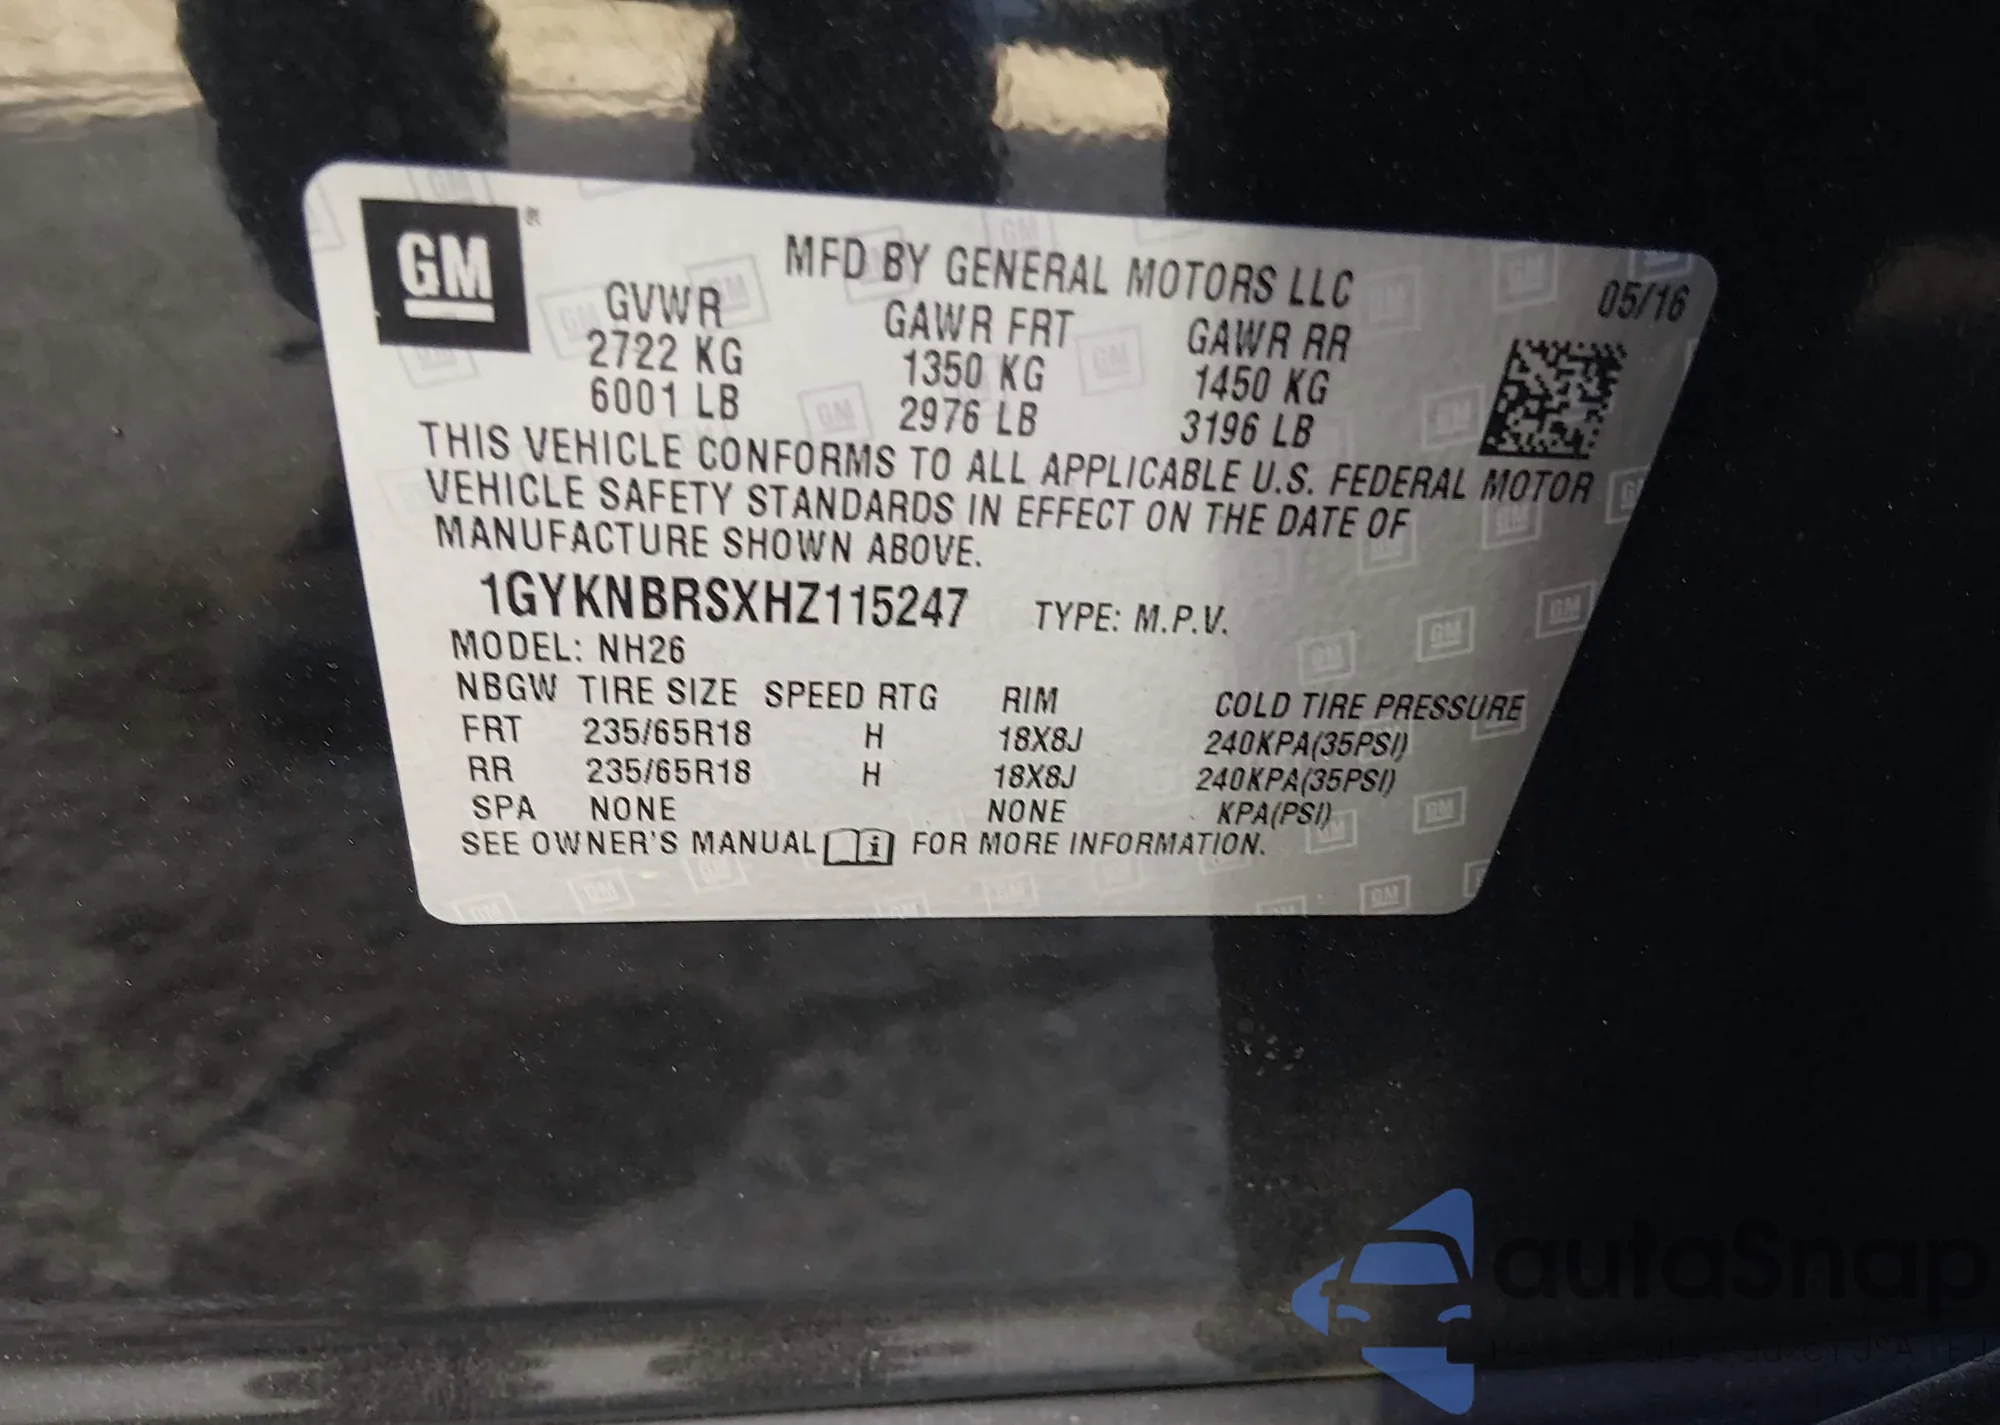 GM
MFD BY GENERAL MOTORS LLC
05/16
GVWR GAWR FRT GAWR RR
2722 KG 1350 KG 1450 KG
6001 LB 2976 LB 3196 LB
THIS VEHICLE CONFORMS TO ALL APPLICABLE U.S. FEDERAL MOTOR
VEHICLE SAFETY STANDARDS IN EFFECT ON THE DATE OF
MANUFACTURE SHOWN ABOVE.
1GYKNBRSXHZ115247 TYPE: M.P.V.
MODEL: NH26
NBGW TIRE SIZE SPEED RTG RIM COLD TIRE PRESSURE
FRT 235/65R18 H 18X8J 240KPA(35PSI)
RR 235/65R18 H 18X8J 240KPA(35PSI)
SPA NONE NONE KPA(PSI)
SEE OWNER'S MANUAL i FOR MORE INFORMATION.
autaSnap